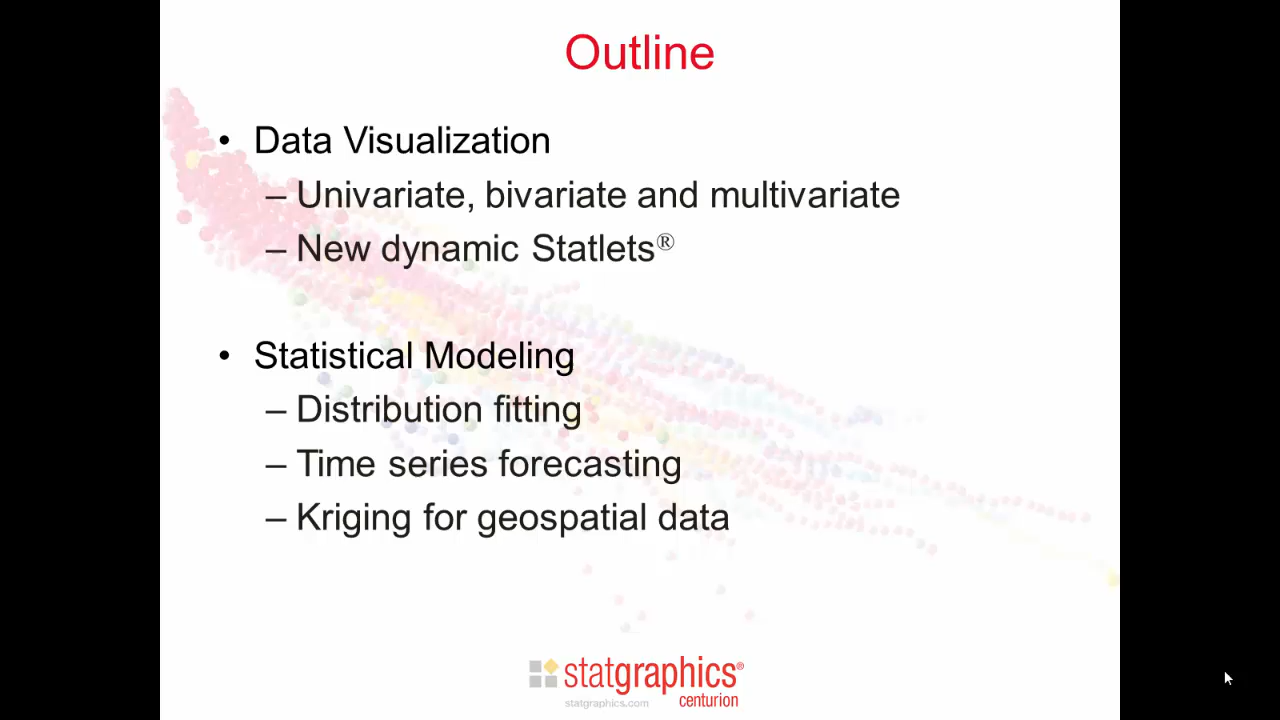 Outline
• Data Visualization
– Univariate, bivariate and multivariate
– New dynamic Statlets®
• Statistical Modeling
– Distribution fitting
– Time series forecasting
– Kriging for geospatial data
statgraphics®
statgraphics.com centurion